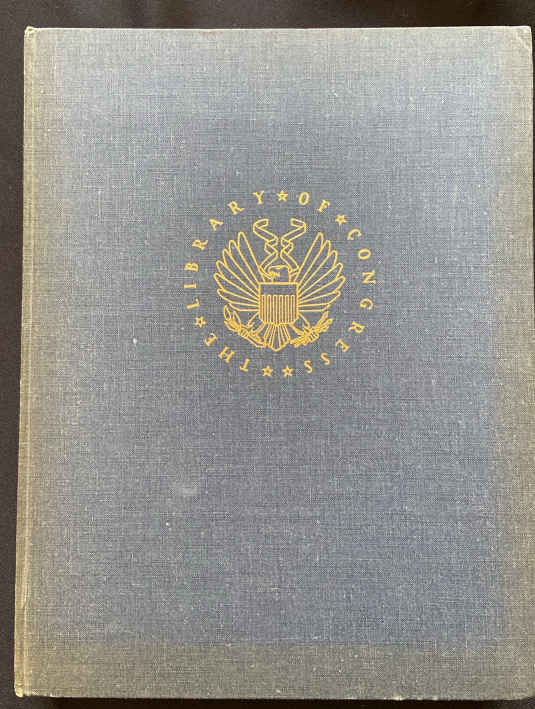 THE ★ LIBRARY ★ OF ★ CONGRESS ★★